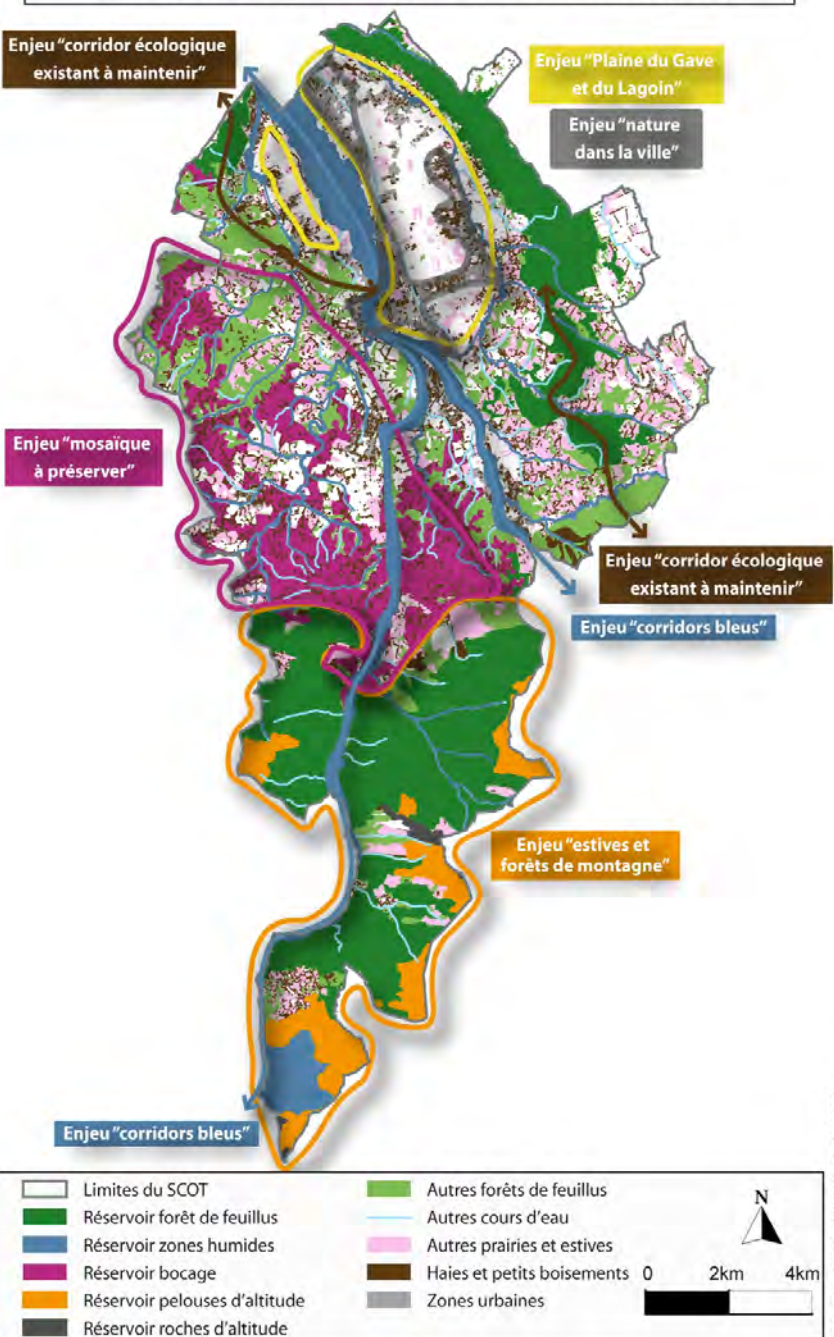 Enjeu "corridor écologique
existant à maintenir"
Enjeu "Plaine du Gave
et du Lagoin"
Enjeu "nature
dans la ville"
Enjeu "mosaïque
à préserver"
Enjeu "corridor écologique
existant à maintenir"
Enjeu "corridors bleus"
Enjeu "estives et
forêts de montagne"
Enjeu "corridors bleus"
Limites du SCOT
Réservoir forêt de feuillus
Réservoir zones humides
Réservoir bocage
Réservoir pelouses d'altitude
Réservoir roches d'altitude
Autres forêts de feuillus
Autres cours d'eau
Autres prairies et estives
Haies et petits boisements
Zones urbaines
N
0 2km 4km